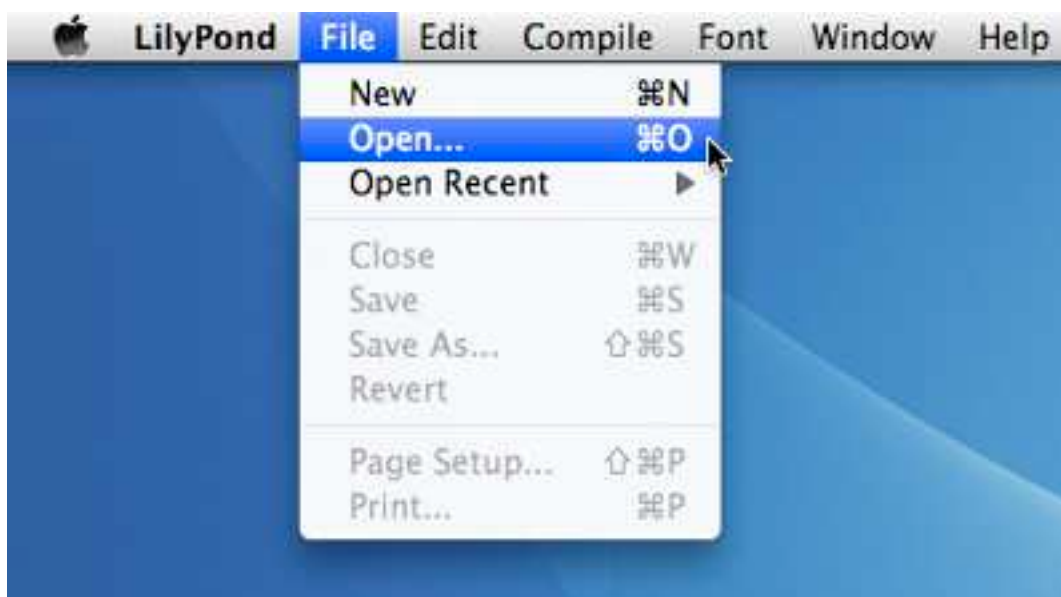 LilyPond File Edit Compile Font Window Help
New ⌘N
Open... ⌘O
Open Recent
Close ⌘W
Save ⌘S
Save As... ⇧⌘S
Revert
Page Setup... ⇧⌘P
Print... ⌘P